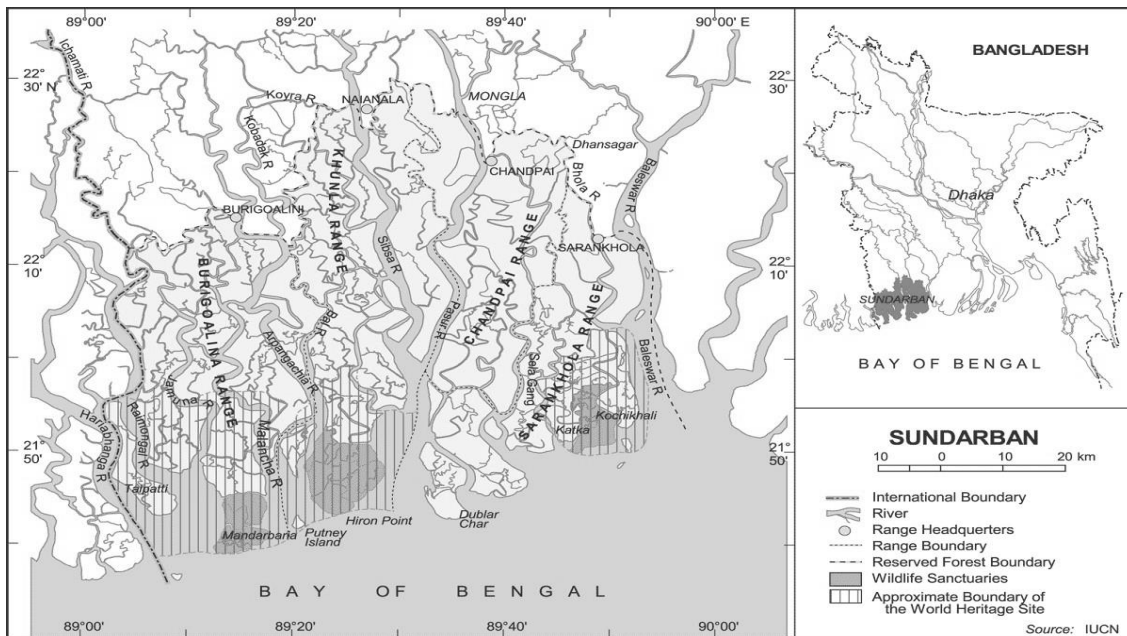 89°00'
89°20'
89°40'
90°00' E
22°
30' N
22°
10'
21°
50'
22°
30'
22°
10'
21°
50'
Ichamati R
Koyra R
NAIANALA
MONGLA
Kobadak R
Dhansagar
CHANDPAI
Bhola R
Baleswar R
BURIGOALINI
KHUNLA RANGE
SARANKHOLA
Sibsa R
BURIGOALINA RANGE
Pasur R
CHANDPAI RANGE
Bal R
Arpangachia R
SARANKHOLA RANGE
Sela Gang
Baleswar R
Jamuna R
Hariabhanga R
Raimongal R
Malancha R
Kochikhali
Katka
Talpatti
Mandarbaria
Putney
Island
Hiron Point
Dublar
Char
BAY OF BENGAL
89°00'
89°20'
89°40'
90°00'
BANGLADESH
Dhaka
SUNDARBAN
BAY OF BENGAL
SUNDARBAN
10 0 10 20 km
International Boundary
River
Range Headquarters
Range Boundary
Reserved Forest Boundary
Wildlife Sanctuaries
Approximate Boundary of
the World Heritage Site
Source: IUCN